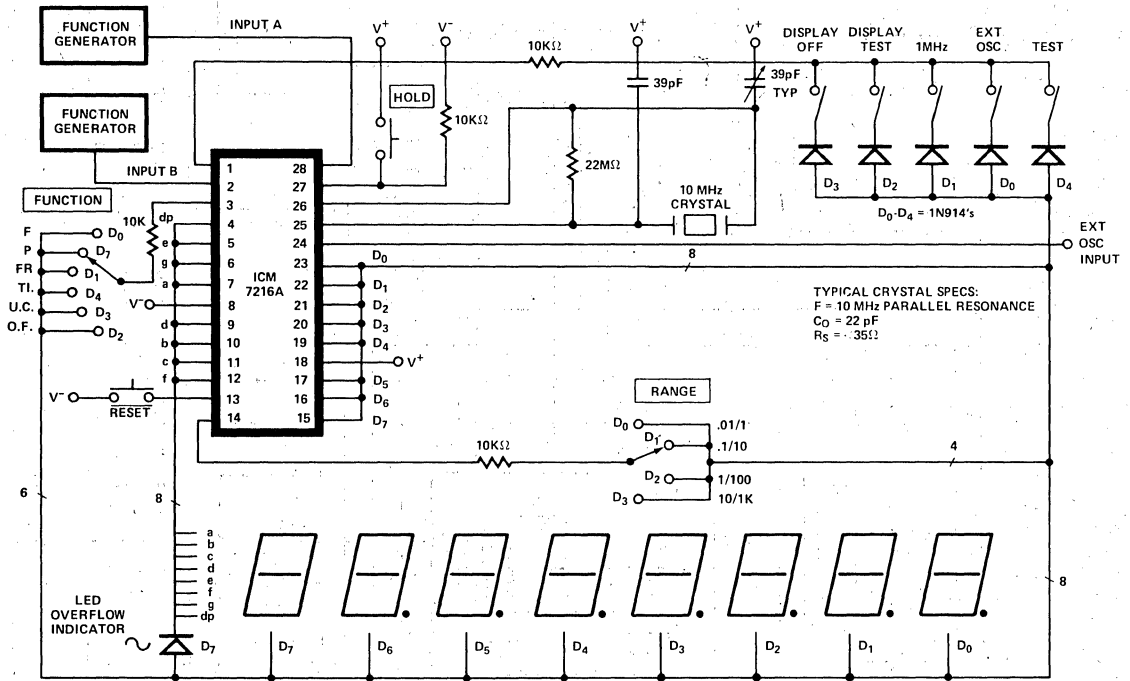 FUNCTION
GENERATOR
INPUT A
FUNCTION
GENERATOR
INPUT B
V+
V−
HOLD
10KΩ
10KΩ
V+
39pF
V+
39pF
TYP
22MΩ
10 MHz
CRYSTAL
DISPLAY
OFF
DISPLAY
TEST
1MHz
EXT
OSC
TEST
D3
D2
D1
D0
D4
D0-D4 = 1N914's
EXT
OSC
INPUT
FUNCTION
10K
F
D0
P
D7
FR
D1
TI.
D4
U.C.
D3
O.F.
D2
dp
e
g
a
V−
d
b
c
f
V−
RESET
ICM
7216A
1
2
3
4
5
6
7
8
9
10
11
12
13
14
28
27
26
25
24
23
22
21
20
19
18
17
16
15
D0
D1
D2
D3
D4
V+
D5
D6
D7
8
TYPICAL CRYSTAL SPECS:
F = 10 MHz PARALLEL RESONANCE
CO = 22 pF
RS = 35Ω
RANGE
10KΩ
D0
.01/1
D1
.1/10
D2
1/100
D3
10/1K
4
6
8
8
a
b
c
d
e
f
g
dp
LED
OVERFLOW
INDICATOR
D7
D7
D6
D5
D4
D3
D2
D1
D0